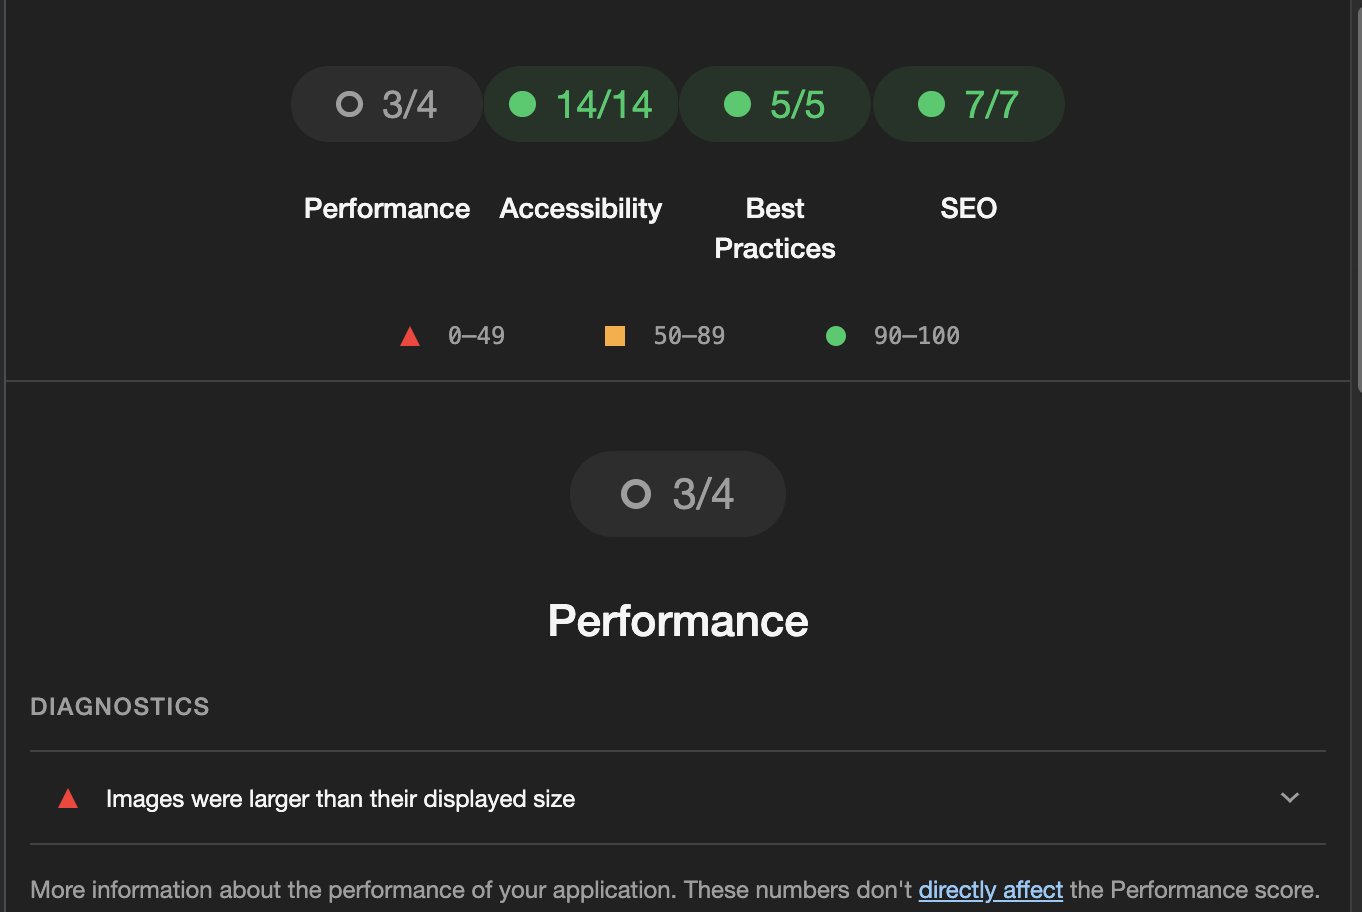 3/4 14/14 5/5 7/7
Performance Accessibility Best Practices SEO
0–49 50–89 90–100
3/4
Performance
DIAGNOSTICS
Images were larger than their displayed size
More information about the performance of your application. These numbers don't directly affect the Performance score.